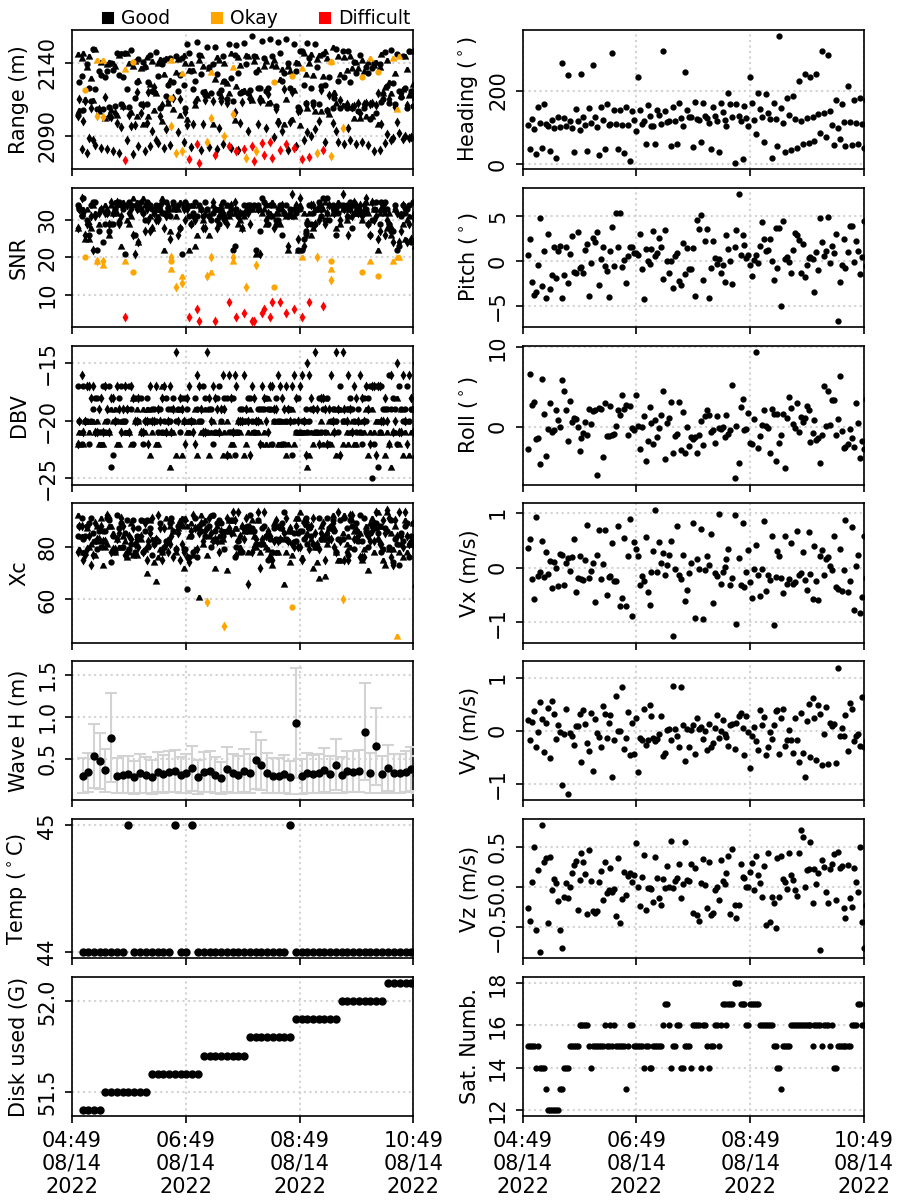 Good Okay Difficult
Range (m)
2140
2090
Heading (°)
200
0
SNR
30
20
10
Pitch (°)
5
0
−5
DBV
−15
−20
−25
Roll (°)
10
0
Xc
80
60
Vx (m/s)
1
0
−1
Wave H (m)
1.5
1.0
0.5
Vy (m/s)
1
0
−1
Temp (°C)
45
44
Vz (m/s)
0.5
0.0
−0.5
Disk used (G)
52.0
51.5
Sat. Numb.
18
16
14
12
04:49 06:49 08:49 10:49 04:49 06:49 08:49 10:49
08/14 08/14 08/14 08/14 08/14 08/14 08/14 08/14
2022 2022 2022 2022 2022 2022 2022 2022